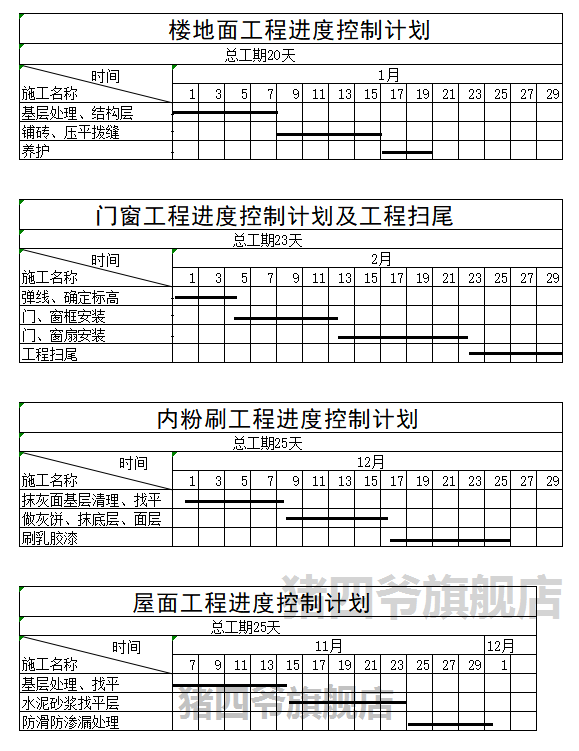 楼地面工程进度控制计划
总工期20天
时间 1月
施工名称 1 3 5 7 9 11 13 15 17 19 21 23 25 27 29
基层处理、结构层
铺砖、压平拨缝
养护
门窗工程进度控制计划及工程扫尾
总工期23天
时间 2月
施工名称 1 3 5 7 9 11 13 15 17 19 21 23 25 27 29
弹线、确定标高
门、窗框安装
门、窗扇安装
工程扫尾
内粉刷工程进度控制计划
总工期25天
时间 12月
施工名称 1 3 5 7 9 11 13 15 17 19 21 23 25 27 29
抹灰面基层清理、找平
做灰饼、抹底层、面层
刷乳胶漆
猪四爷旗舰店
屋面工程进度控制计划
总工期25天
时间 11月 12月
施工名称 7 9 11 13 15 17 19 21 23 25 27 29 1
基层处理、找平
水泥砂浆找平层
猪四爷旗舰店
防滑防渗漏处理